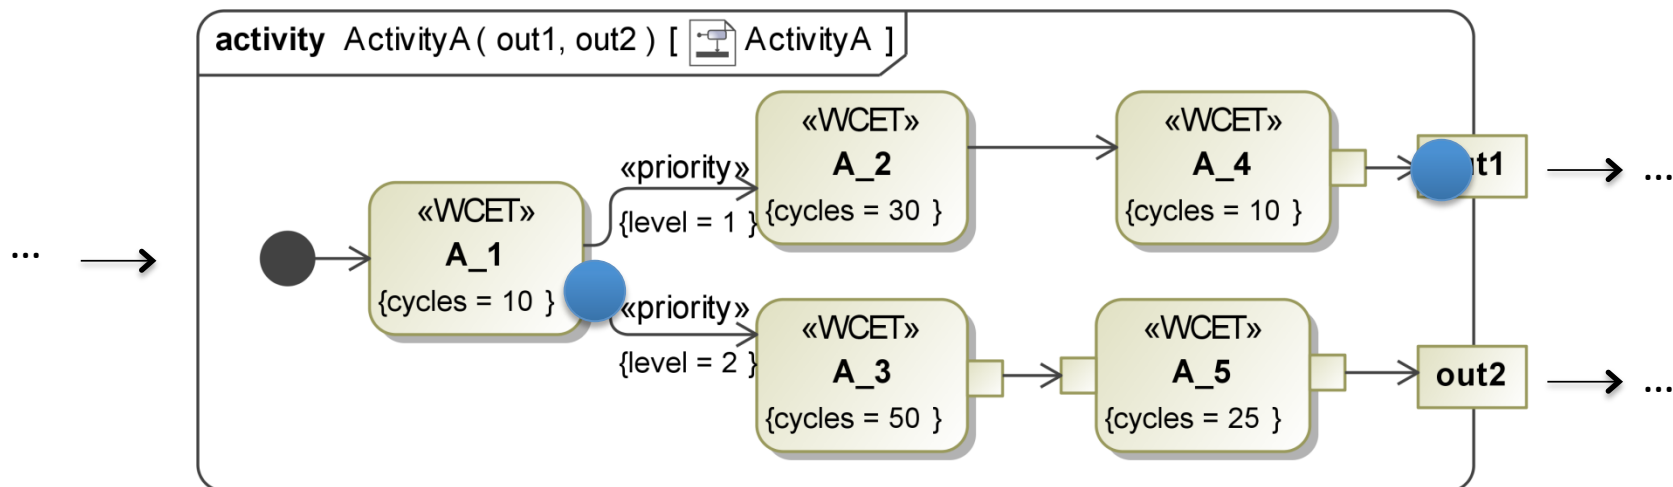 activity ActivityA ( out1, out2 ) [ ActivityA ]
«WCET»
A_2
{cycles = 30 }
«WCET»
A_4
{cycles = 10 }
t1
...
«priority»
{level = 1 }
...
«WCET»
A_1
{cycles = 10 }
«priority»
{level = 2 }
«WCET»
A_3
{cycles = 50 }
«WCET»
A_5
{cycles = 25 }
out2
...